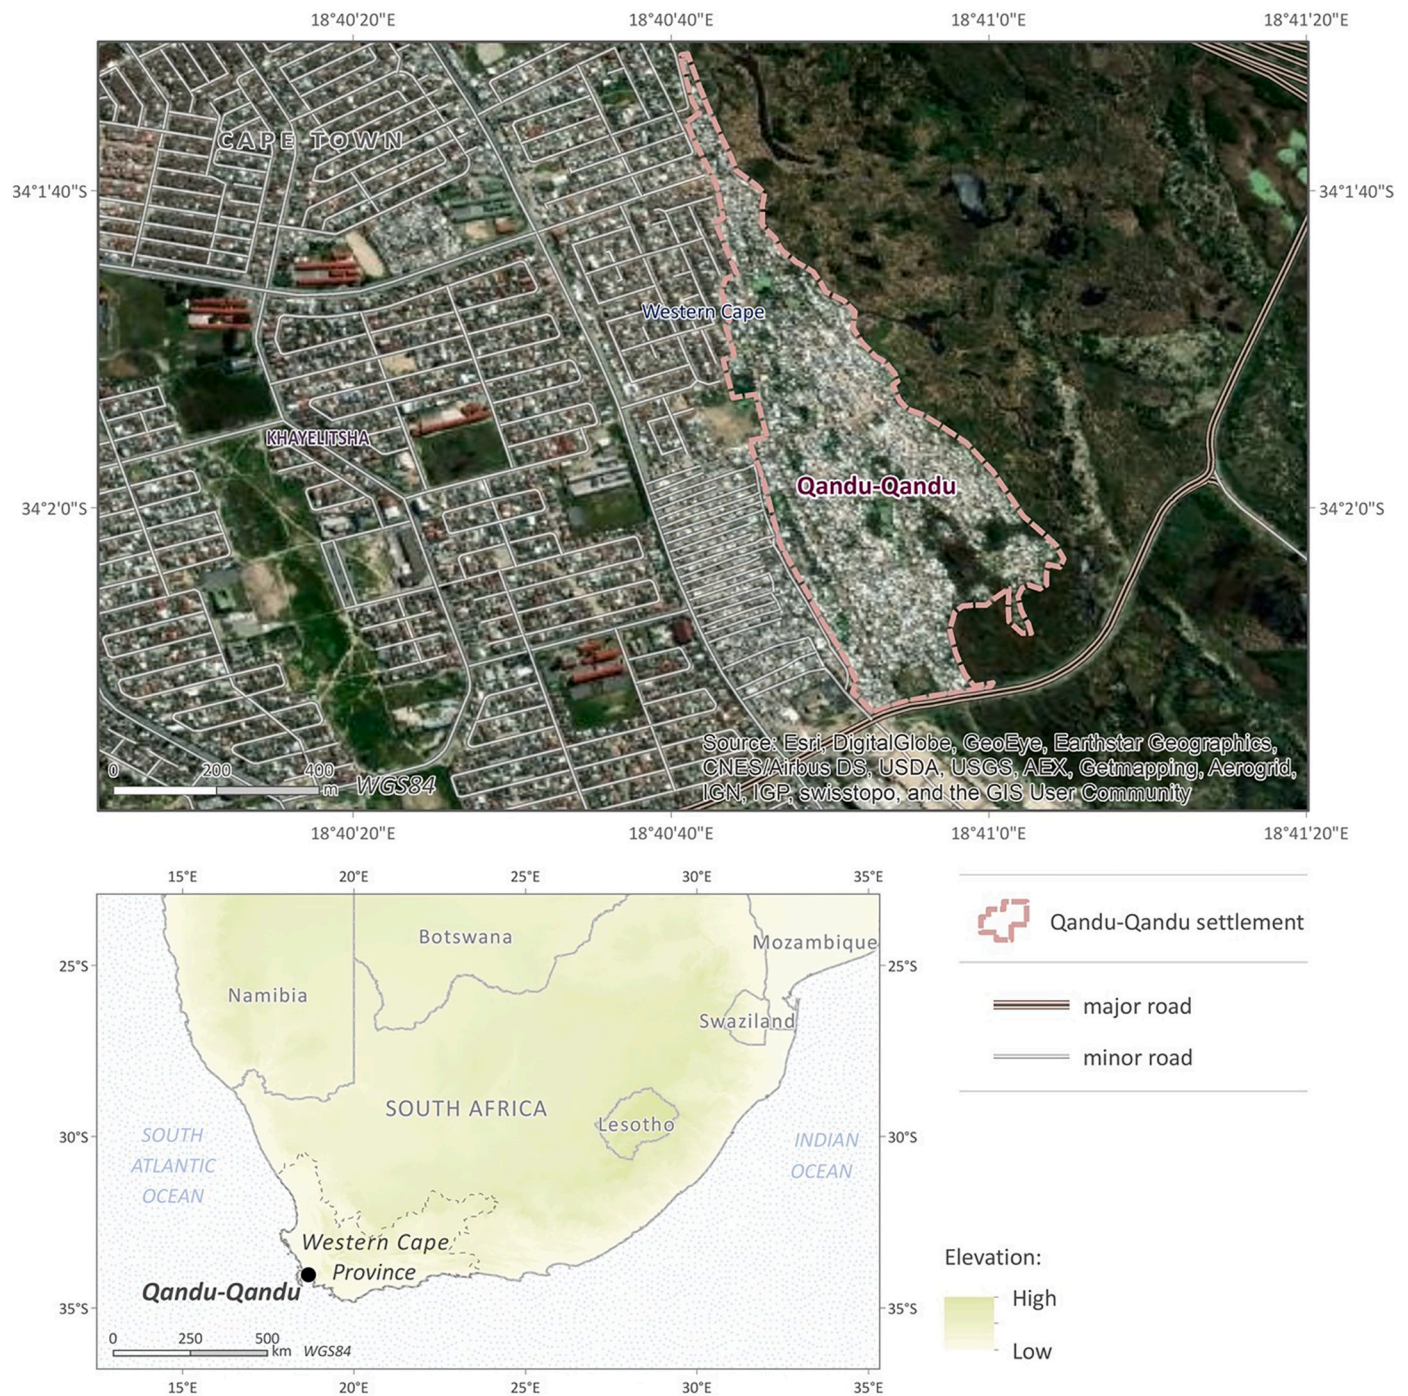 18°40'20"E 18°40'40"E 18°41'0"E 18°41'20"E
CAPE TOWN
34°1'40"S 34°1'40"S
Western Cape
KHAYELITSHA
Qandu-Qandu
34°2'0"S 34°2'0"S
Source: Esri, DigitalGlobe, GeoEye, Earthstar Geographics,
CNES/Airbus DS, USDA, USGS, AEX, Getmapping, Aerogrid,
IGN, IGP, swisstopo, and the GIS User Community
0 200 400
m WGS84
18°40'20"E 18°40'40"E 18°41'0"E 18°41'20"E
15°E 20°E 25°E 30°E 35°E
Botswana
Mozambique
25°S 25°S
Namibia
Swaziland
SOUTH AFRICA
Lesotho
30°S 30°S
SOUTH
ATLANTIC
OCEAN
INDIAN
OCEAN
Western Cape
Province
Qandu-Qandu
35°S 35°S
0 250 500
km WGS84
15°E 20°E 25°E 30°E 35°E
Qandu-Qandu settlement
major road
minor road
Elevation:
High
Low